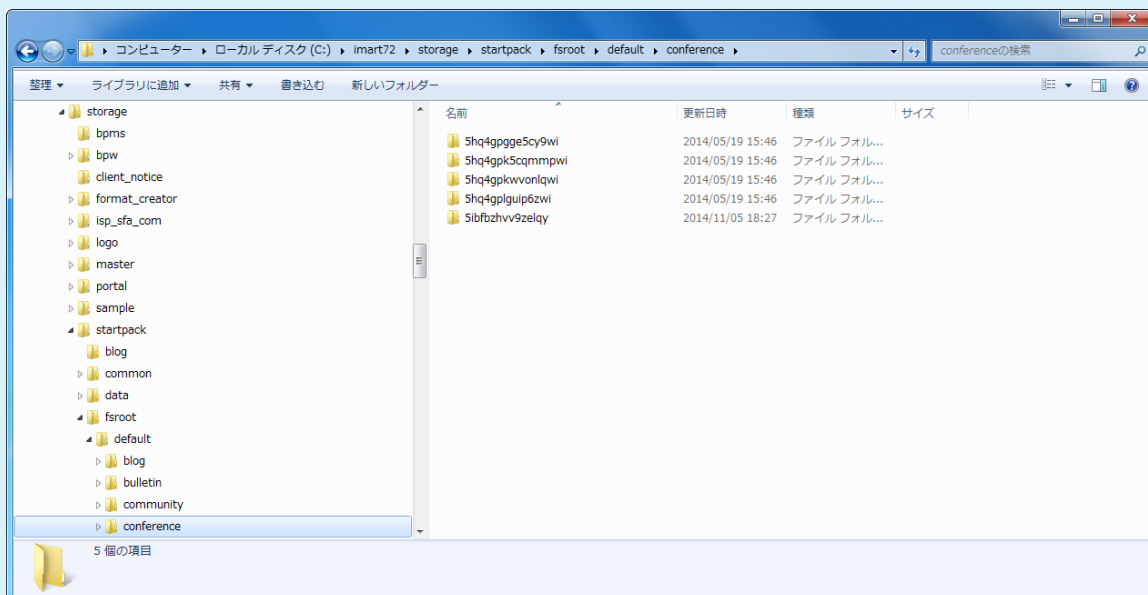 コンピューター ▸ ローカル ディスク (C:) ▸ imart72 ▸ storage ▸ startpack ▸ fsroot ▸ default ▸ conference ▸
conferenceの検索
整理 ライブラリに追加 共有 書き込む 新しいフォルダー
storage
bpms
bpw
client_notice
format_creator
isp_sfa_com
logo
master
portal
sample
startpack
blog
common
data
fsroot
default
blog
bulletin
community
conference
名前 更新日時 種類 サイズ
5hq4gpgge5cy9wi 2014/05/19 15:46 ファイル フォル...
5hq4gpk5cqmmpwi 2014/05/19 15:46 ファイル フォル...
5hq4gpkwvonlqwi 2014/05/19 15:46 ファイル フォル...
5hq4gplguip6zwi 2014/05/19 15:46 ファイル フォル...
5ibfbzhvv9zelqy 2014/11/05 18:27 ファイル フォル...
5 個の項目